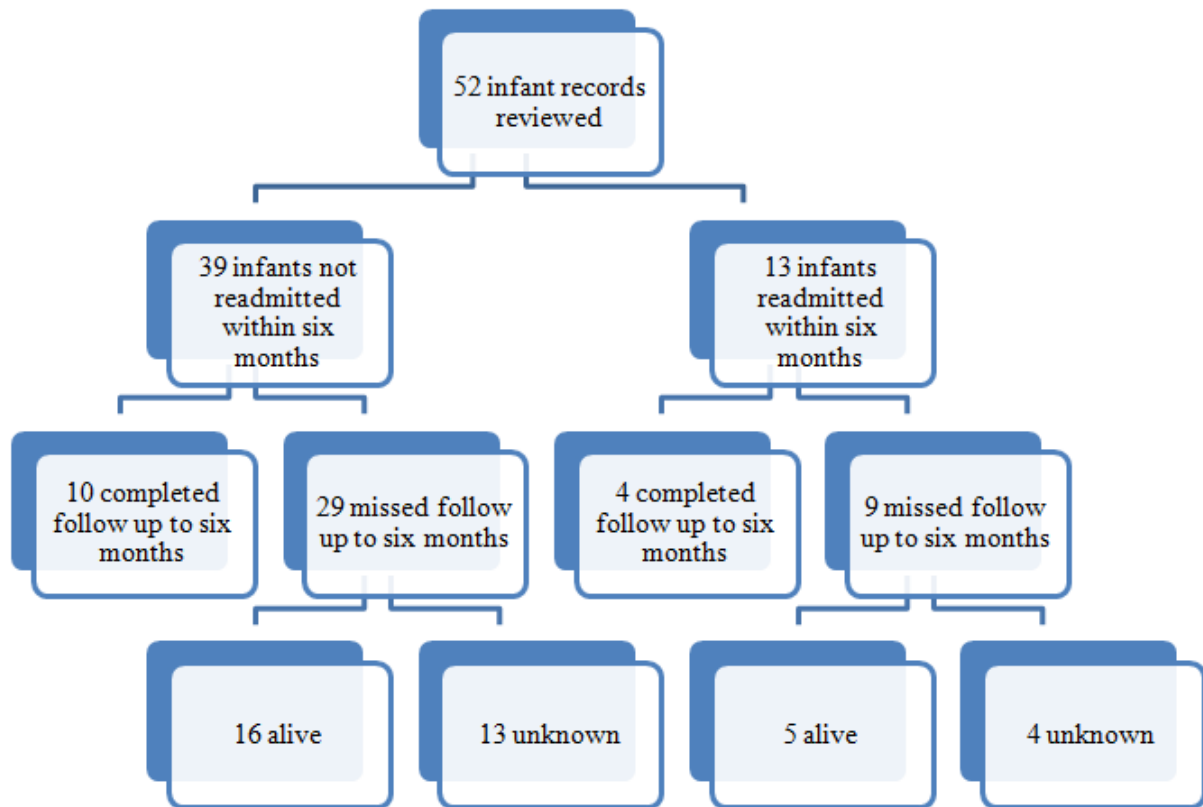 52 infant records
reviewed
39 infants not
readmitted
within six
months
13 infants
readmitted
within six
months
10 completed
follow up to six
months
29 missed follow
up to six months
4 completed
follow up to six
months
9 missed follow
up to six months
16 alive
13 unknown
5 alive
4 unknown